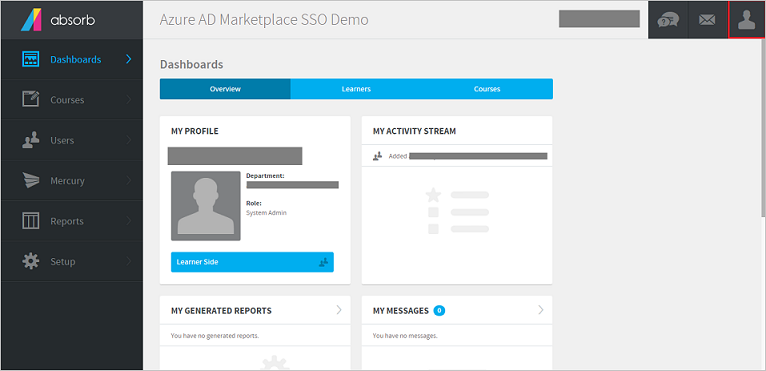 absorb
Azure AD Marketplace SSO Demo
Dashboards
Courses
Users
Mercury
Reports
Setup
Dashboards
Overview
Learners
Courses
MY PROFILE
Department:
Role:
System Admin
Learner Side
MY ACTIVITY STREAM
Added
MY GENERATED REPORTS
You have no generated reports.
MY MESSAGES 0
You have no messages.